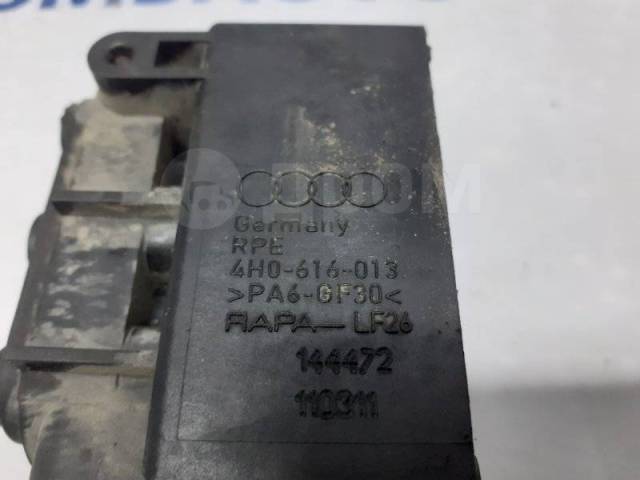 Germany
RPE
4H0-616-013
>PA6-GF30<
RAPA—LF26
144472
110311